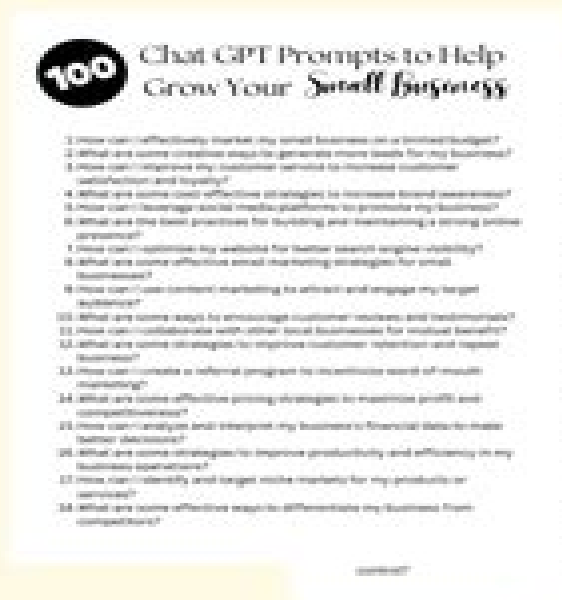 100
Chat GPT Prompts to Help
Grow Your Small Business
1. How can I effectively market my small business on a limited budget?
2. What are some creative ways to generate more leads for my business?
3. How can I improve my customer service to increase customer
satisfaction and loyalty?
4. What are some cost-effective strategies to increase brand awareness?
5. How can I leverage social media platforms to promote my business?
6. What are the best practices for building and maintaining a strong online
presence?
7. How can I optimize my website for better search engine visibility?
8. What are some effective email marketing strategies for small
businesses?
9. How can I use content marketing to attract and engage my target
audience?
10. What are some ways to encourage customer reviews and testimonials?
11. How can I collaborate with other local businesses for mutual benefit?
12. What are some strategies to improve customer retention and repeat
business?
13. How can I create a referral program to incentivize word-of-mouth
marketing?
14. What are some effective pricing strategies to maximize profit and
competitiveness?
15. How can I analyze and interpret my business's financial data to make
better decisions?
16. What are some strategies to improve productivity and efficiency in my
business operations?
17. How can I identify and target niche markets for my products or
services?
18. What are some effective ways to differentiate my business from
competitors?
control?